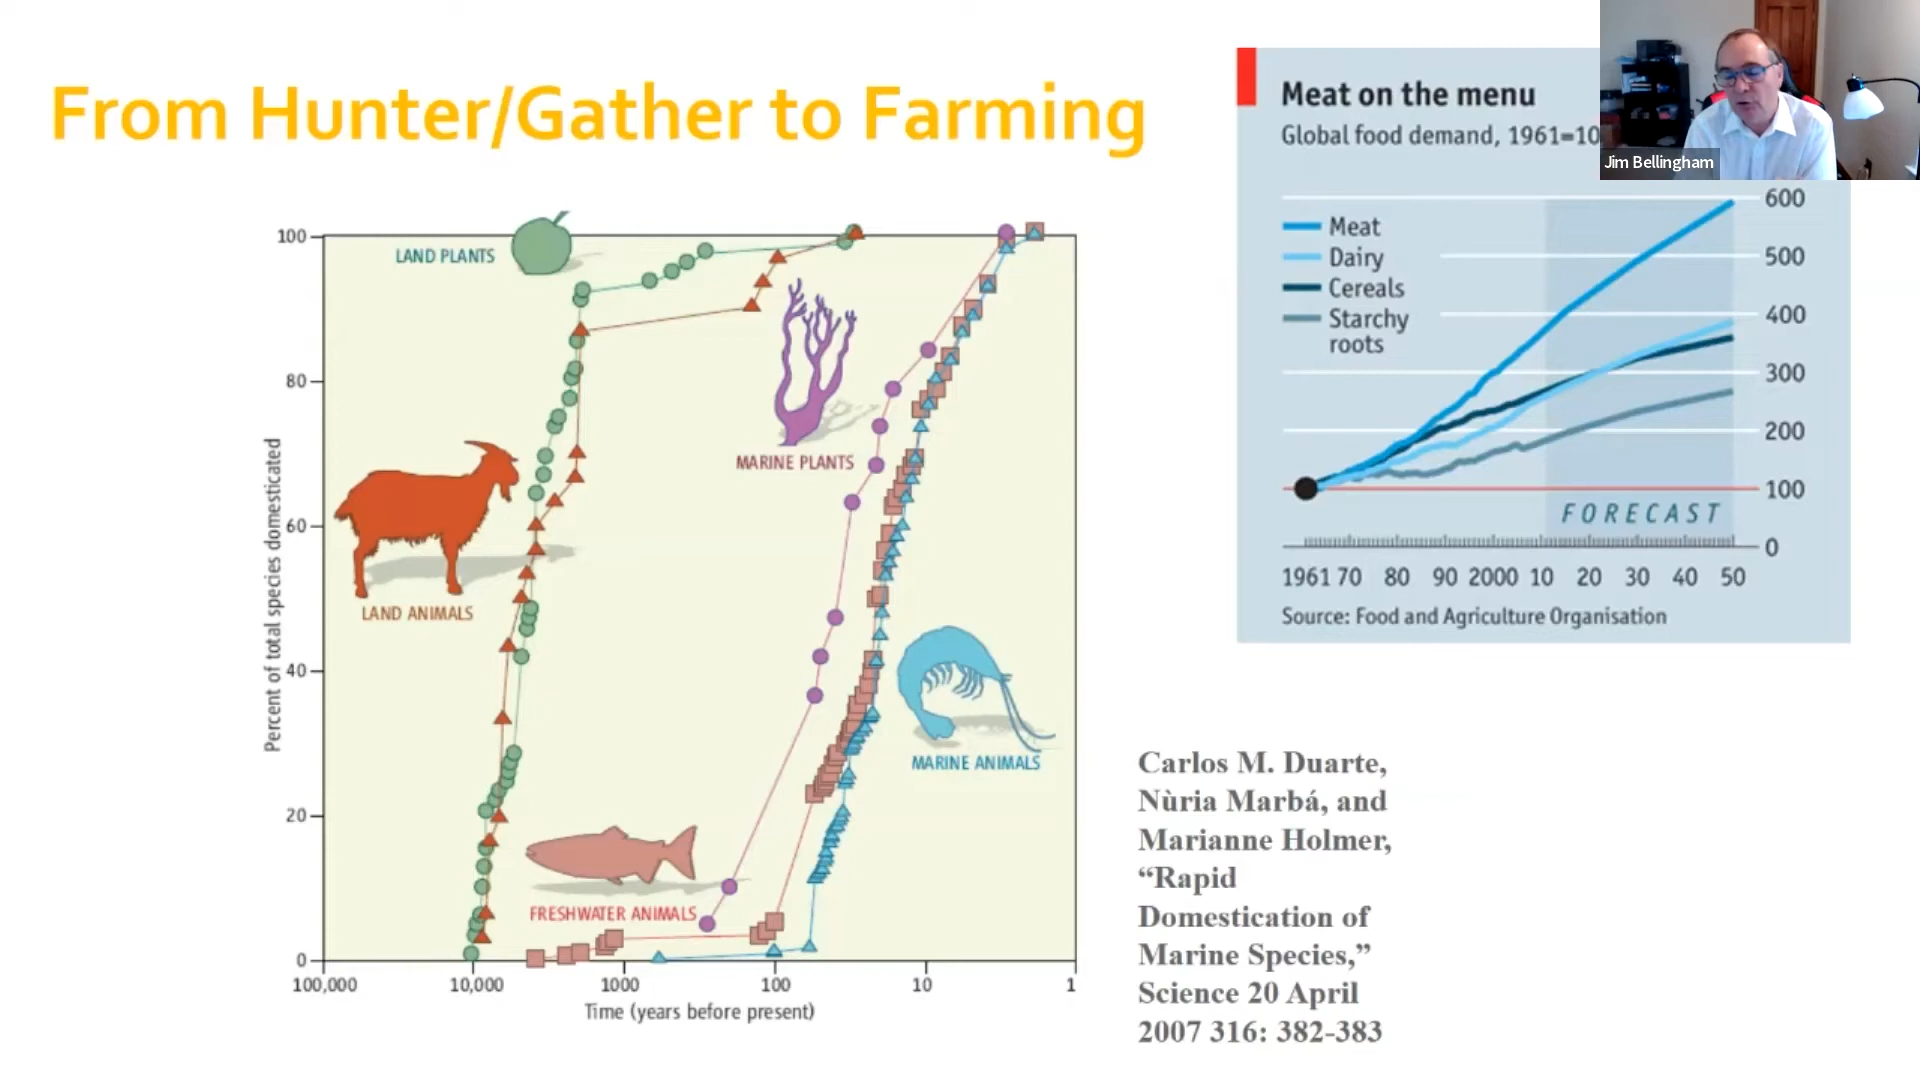 From Hunter/Gather to Farming
Percent of total species domesticated
100
80
60
40
20
0
LAND PLANTS
LAND ANIMALS
MARINE PLANTS
MARINE ANIMALS
FRESHWATER ANIMALS
100,000 10,000 1000 100 10 1
Time (years before present)
Meat on the menu
Global food demand, 1961=10
Meat
Dairy
Cereals
Starchy
roots
600
500
400
300
200
100
0
FORECAST
1961 70 80 90 2000 10 20 30 40 50
Source: Food and Agriculture Organisation
Jim Bellingham
Carlos M. Duarte,
Nùria Marbá, and
Marianne Holmer,
“Rapid
Domestication of
Marine Species,”
Science 20 April
2007 316: 382-383